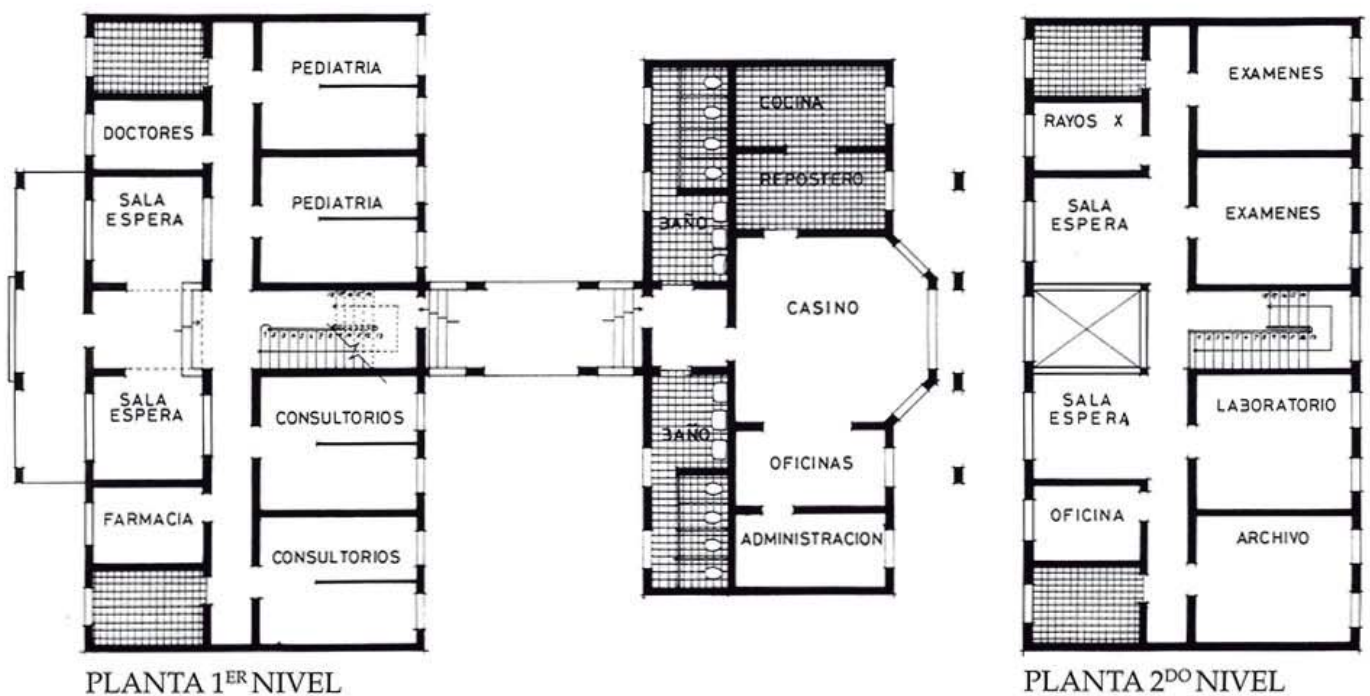 PEDIATRIA
DOCTORES
SALA
ESPERA
PEDIATRIA
SALA
ESPERA
CONSULTORIOS
FARMACIA
CONSULTORIOS
PLANTA 1ER NIVEL
COCINA
REPOSTERO
BAÑO
CASINO
BAÑO
OFICINAS
ADMINISTRACION
EXAMENES
RAYOS X
SALA
ESPERA
EXAMENES
SALA
ESPERA
LABORATORIO
OFICINA
ARCHIVO
PLANTA 2DO NIVEL